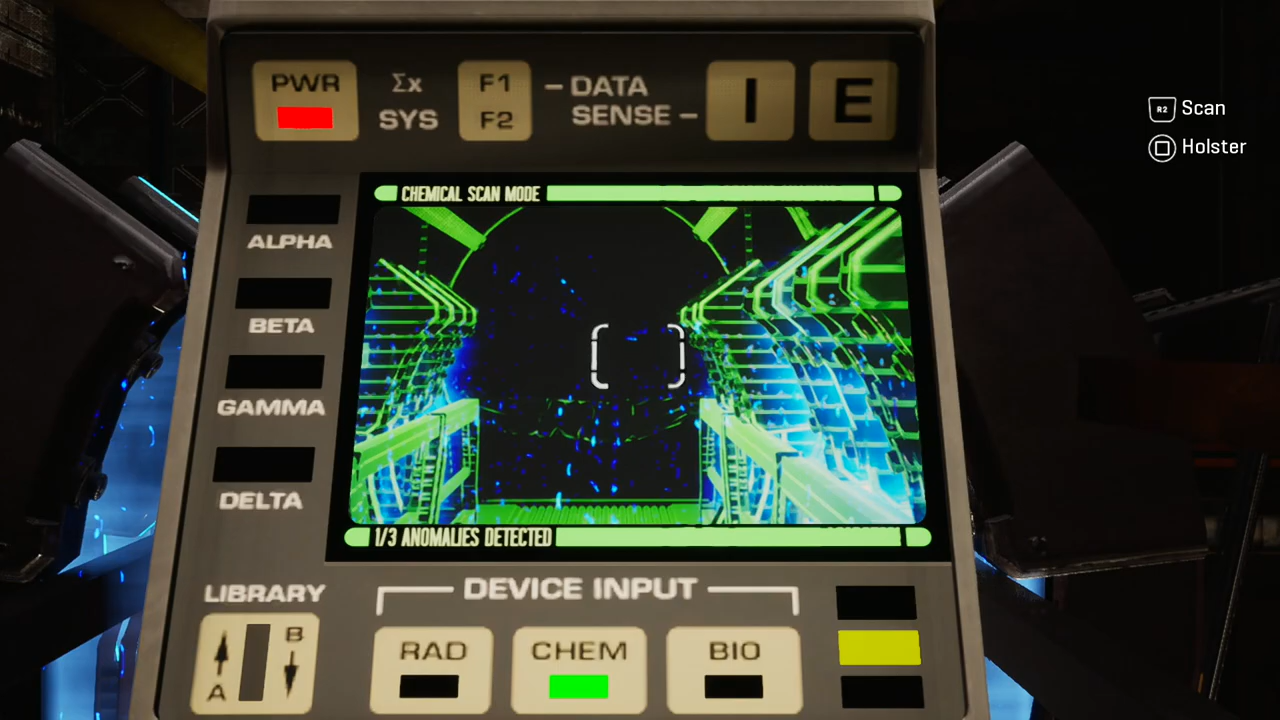 PWR
Σx
SYS
F1
F2
– DATA
SENSE –
I
E
R2 Scan
Holster
CHEMICAL SCAN MODE
ALPHA
BETA
GAMMA
DELTA
1/3 ANOMALIES DETECTED
LIBRARY
B
A
DEVICE INPUT
RAD
CHEM
BIO